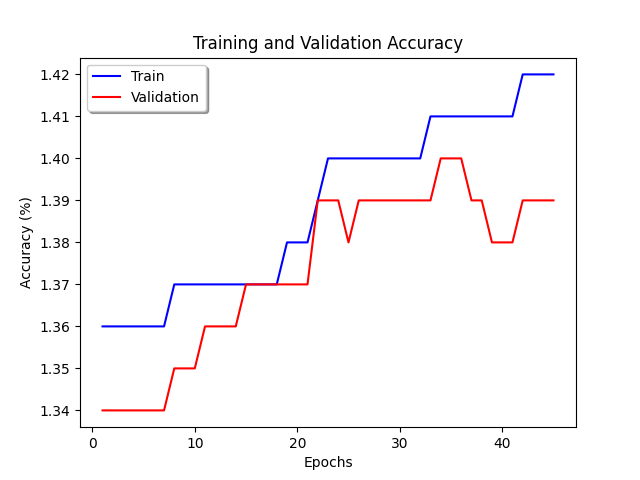 Training and Validation Accuracy
Train
Validation
1.42
1.41
1.40
1.39
1.38
1.37
1.36
1.35
1.34
Accuracy (%)
0 10 20 30 40
Epochs